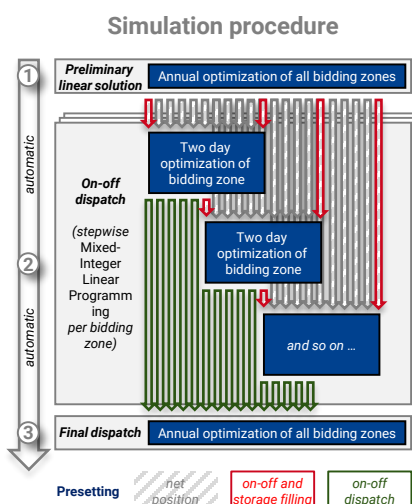 Simulation procedure
1
Preliminary
linear solution
Annual optimization of all bidding zones
automatic
Two day
optimization of
bidding zone
On-off
dispatch
(stepwise
Mixed-
Integer
Linear
Programm
ing
per bidding
zone)
2
Two day
optimization of
bidding zone
automatic
and so on ...
3
Final dispatch
Annual optimization of all bidding zones
Presetting
net
position
on-off and
storage filling
on-off
dispatch